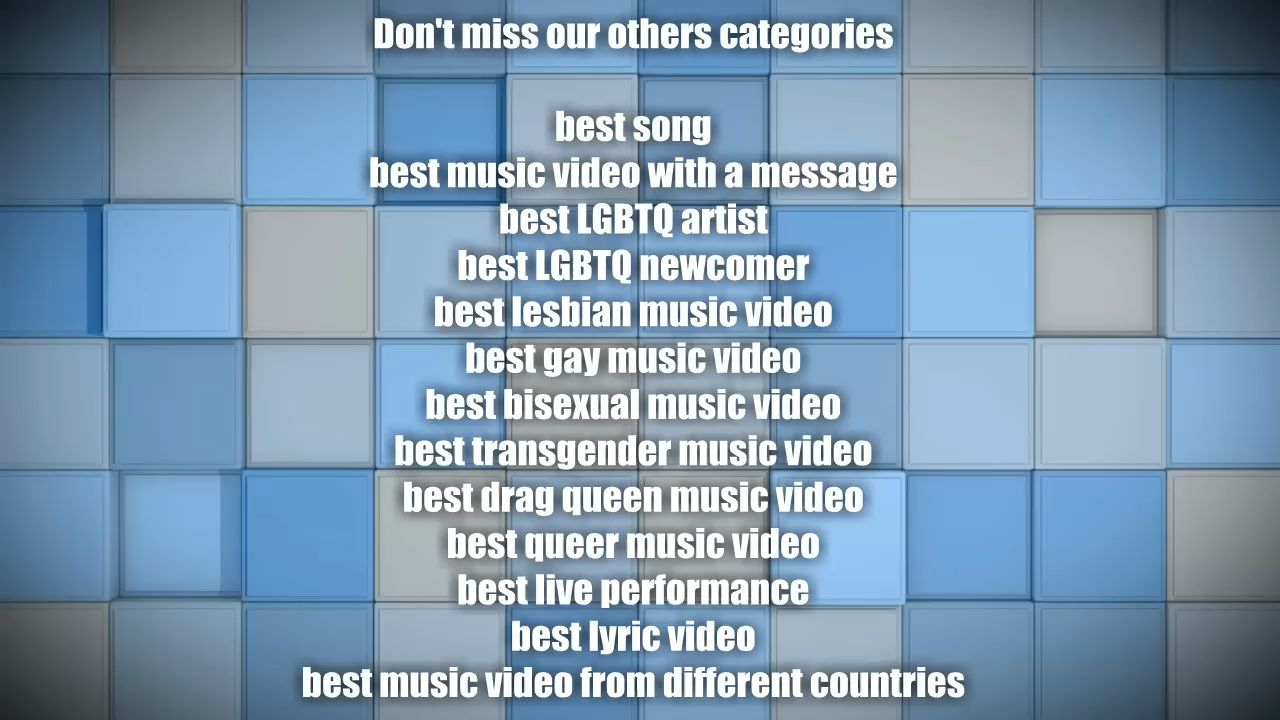 Don't miss our others categories
best song
best music video with a message
best LGBTQ artist
best LGBTQ newcomer
best lesbian music video
best gay music video
best bisexual music video
best transgender music video
best drag queen music video
best queer music video
best live performance
best lyric video
best music video from different countries